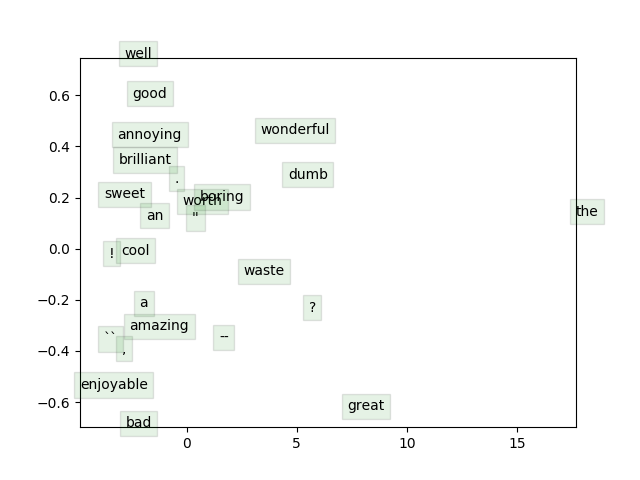 well
good
wonderful
annoying
brilliant
.
dumb
sweet
boring
worth
an
"
the
!
cool
waste
a
?
amazing
``
,
--
enjoyable
great
bad
0.6
0.4
0.2
0.0
−0.2
−0.4
−0.6
0
5
10
15